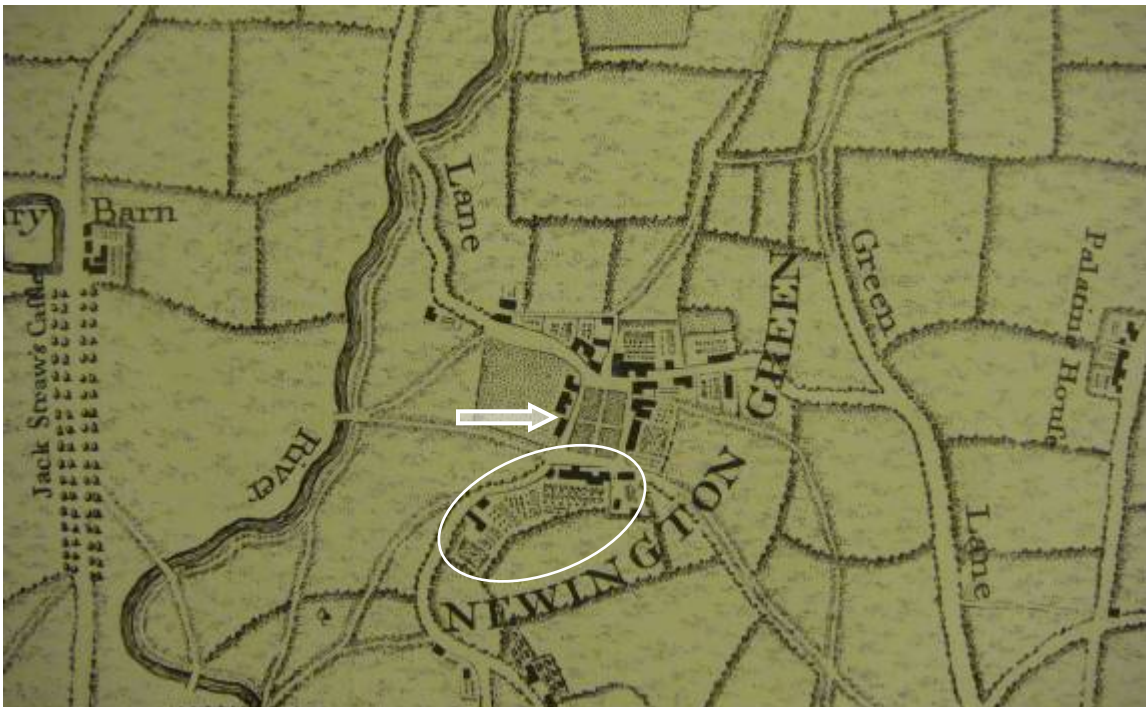 ry Barn
Jack Straw's Castle
Lane
River
NEWINGTON GREEN
Green
Lane
Palatine House